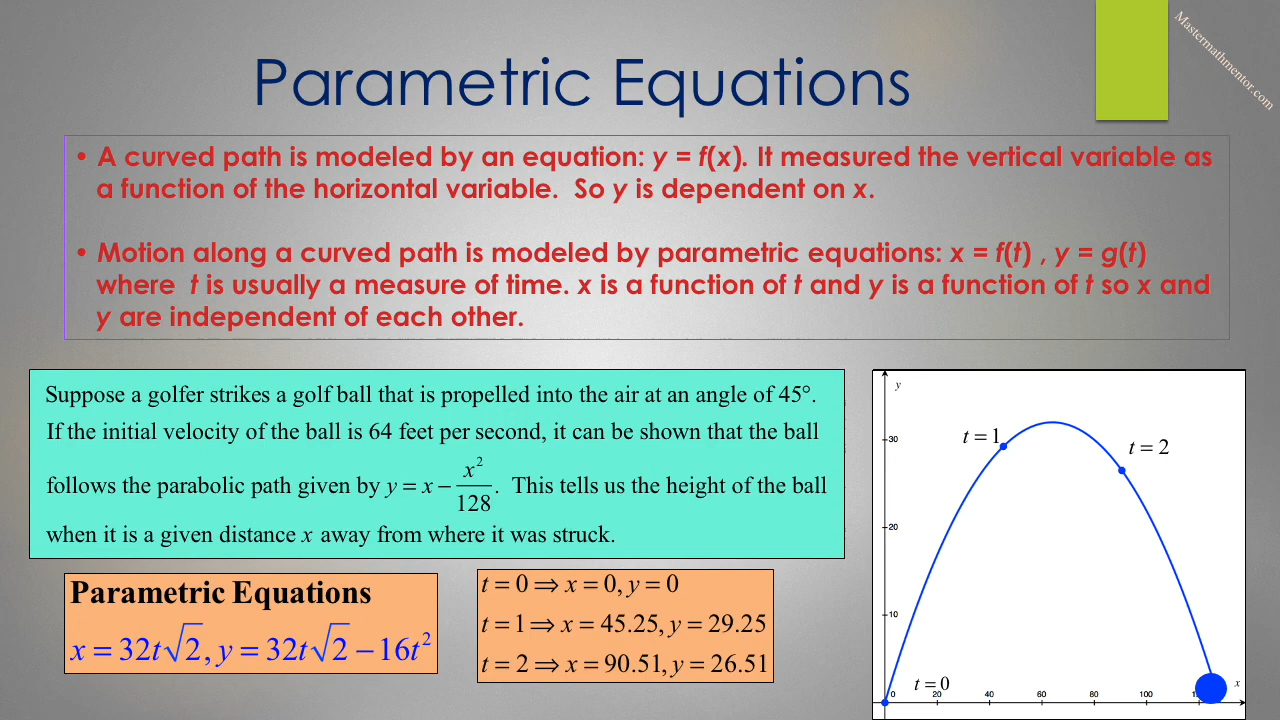 Mastermathmentor.com
Parametric Equations
• A curved path is modeled by an equation: y = f(x). It measured the vertical variable as
a function of the horizontal variable. So y is dependent on x.
• Motion along a curved path is modeled by parametric equations: x = f(t) , y = g(t)
where t is usually a measure of time. x is a function of t and y is a function of t so x and
y are independent of each other.
Suppose a golfer strikes a golf ball that is propelled into the air at an angle of 45°.
If the initial velocity of the ball is 64 feet per second, it can be shown that the ball
follows the parabolic path given by y = x − x²/128. This tells us the height of the ball
when it is a given distance x away from where it was struck.
Parametric Equations
x = 32t√2, y = 32t√2 − 16t²
t = 0 ⇒ x = 0, y = 0
t = 1 ⇒ x = 45.25, y = 29.25
t = 2 ⇒ x = 90.51, y = 26.51
y
30
t = 1
t = 2
20
10
t = 0
x
0 20 40 60 80 100